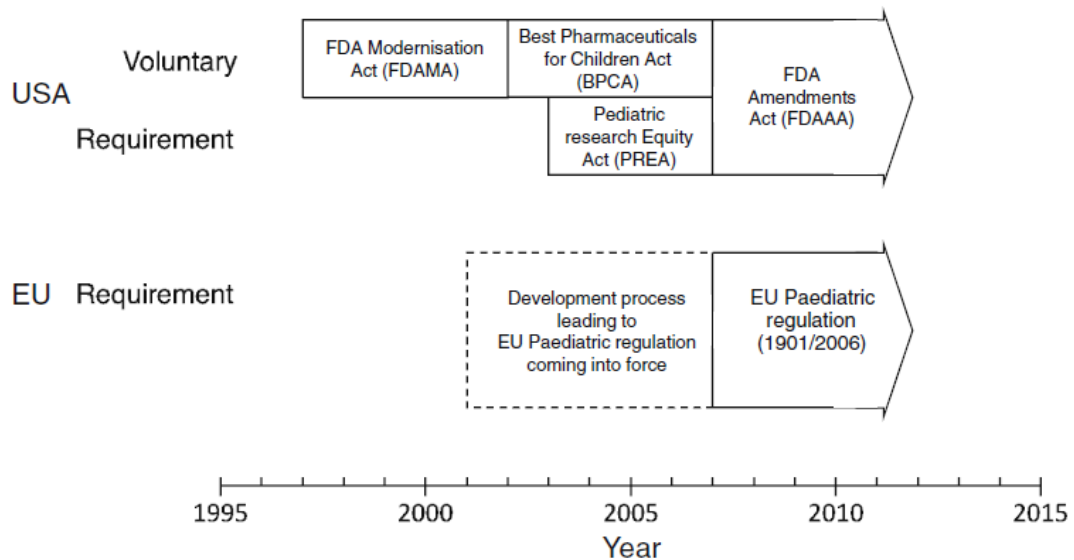 Voluntary
USA
Requirement
FDA Modernisation
Act (FDAMA)
Best Pharmaceuticals
for Children Act
(BPCA)
Pediatric
research Equity
Act (PREA)
FDA
Amendments
Act (FDAAA)
EU Requirement
Development process
leading to
EU Paediatric regulation
coming into force
EU Paediatric
regulation
(1901/2006)
1995 2000 2005 2010 2015
Year